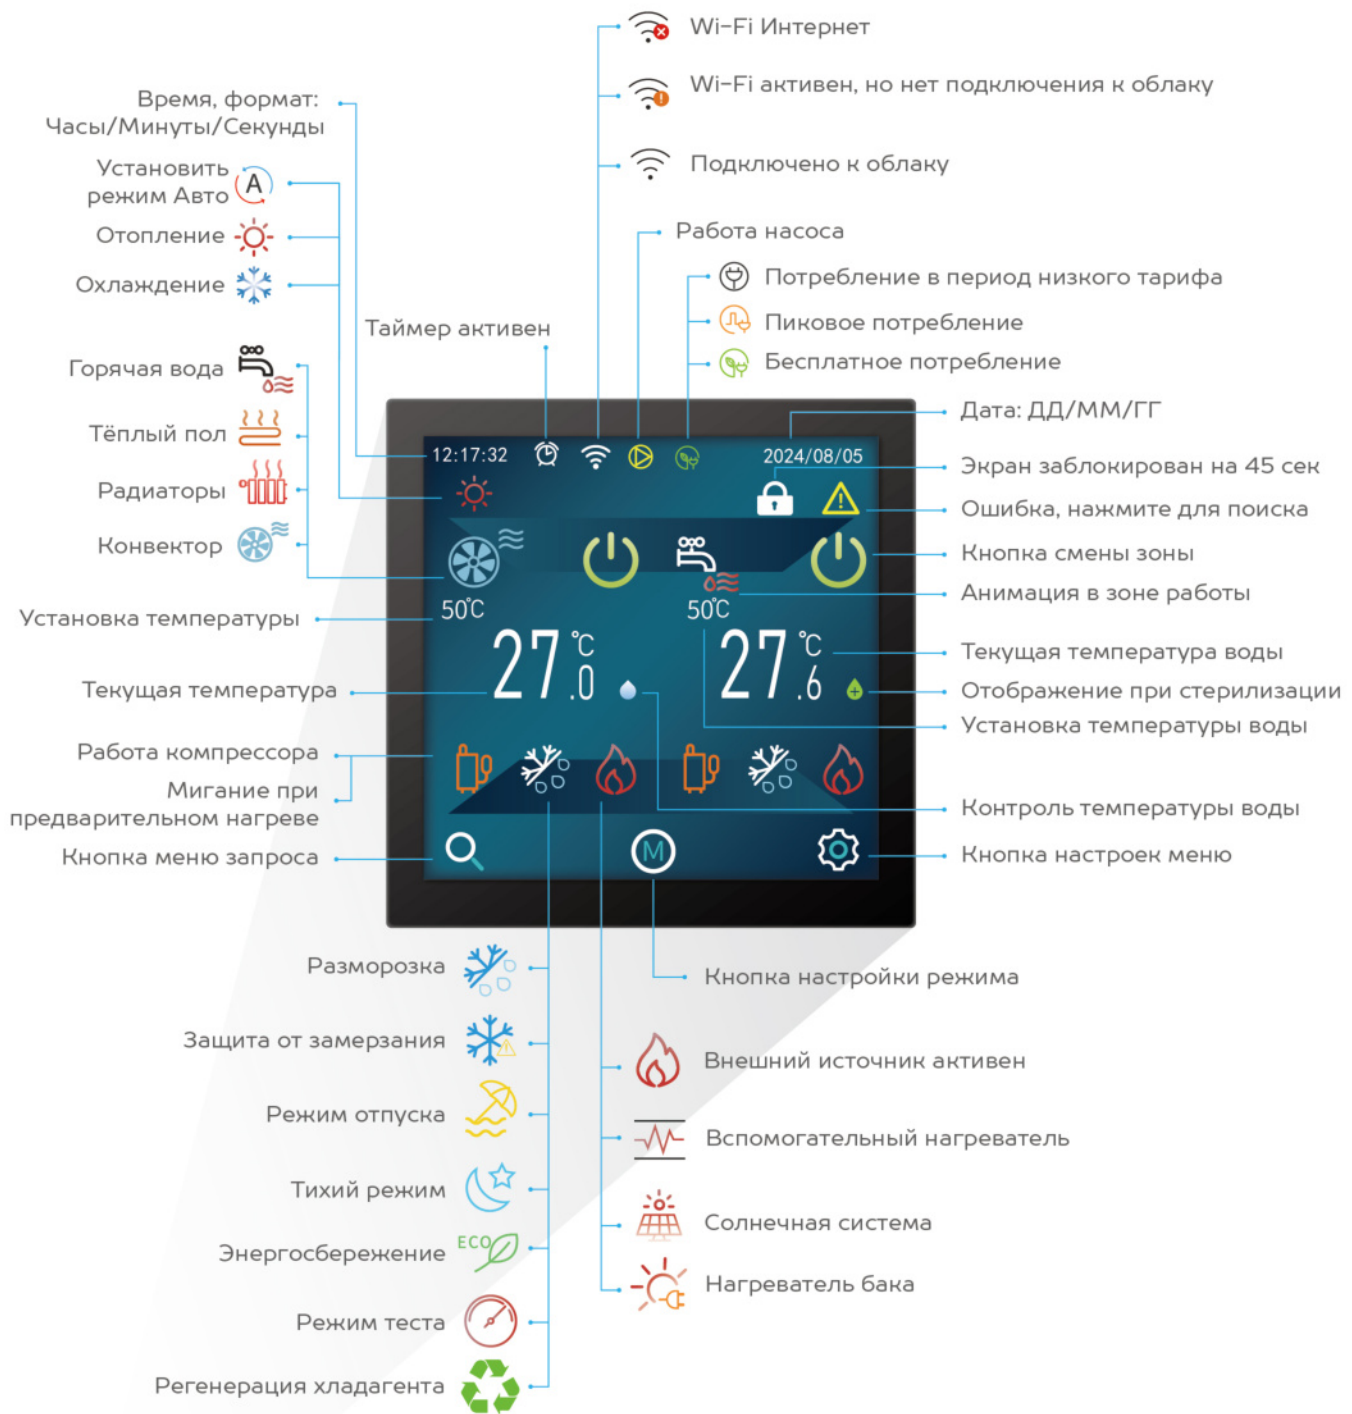 Wi-Fi Интернет
Wi-Fi активен, но нет подключения к облаку
Подключено к облаку
Время, формат:
Часы/Минуты/Секунды
Установить
режим Авто
A
Отопление
Охлаждение
Горячая вода
Тёплый пол
Радиаторы
Конвектор
Таймер активен
Работа насоса
Потребление в период низкого тарифа
Пиковое потребление
Бесплатное потребление
Дата: ДД/ММ/ГГ
Экран заблокирован на 45 сек
Ошибка, нажмите для поиска
Кнопка смены зоны
Анимация в зоне работы
Текущая температура воды
Отображение при стерилизации
Установка температуры воды
Контроль температуры воды
Кнопка настроек меню
12:17:32
2024/08/05
50°C
50°C
27.0 °C
27.6 °C
M
Установка температуры
Текущая температура
Работа компрессора
Мигание при
предварительном нагреве
Кнопка меню запроса
Разморозка
Защита от замерзания
Режим отпуска
Тихий режим
Энергосбережение
ECO
Режим теста
Регенерация хладагента
Кнопка настройки режима
Внешний источник активен
Вспомогательный нагреватель
Солнечная система
Нагреватель бака